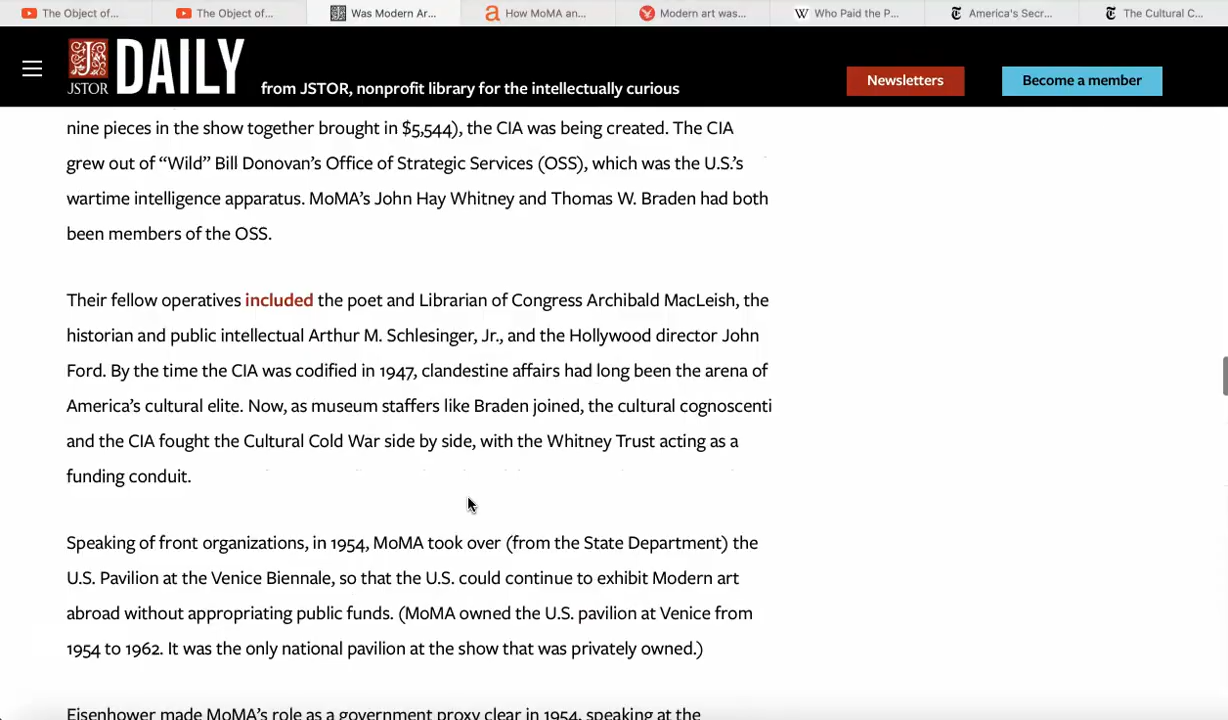 The Object of...
The Object of...
Was Modern Ar...
How MoMA an...
Modern art was...
Who Paid the P...
America's Secr...
The Cultural C...
JSTOR DAILY from JSTOR, nonprofit library for the intellectually curious
Newsletters
Become a member
nine pieces in the show together brought in $5,544), the CIA was being created. The CIA
grew out of “Wild” Bill Donovan’s Office of Strategic Services (OSS), which was the U.S.’s
wartime intelligence apparatus. MoMA’s John Hay Whitney and Thomas W. Braden had both
been members of the OSS.
Their fellow operatives included the poet and Librarian of Congress Archibald MacLeish, the
historian and public intellectual Arthur M. Schlesinger, Jr., and the Hollywood director John
Ford. By the time the CIA was codified in 1947, clandestine affairs had long been the arena of
America’s cultural elite. Now, as museum staffers like Braden joined, the cultural cognoscenti
and the CIA fought the Cultural Cold War side by side, with the Whitney Trust acting as a
funding conduit.
Speaking of front organizations, in 1954, MoMA took over (from the State Department) the
U.S. Pavilion at the Venice Biennale, so that the U.S. could continue to exhibit Modern art
abroad without appropriating public funds. (MoMA owned the U.S. pavilion at Venice from
1954 to 1962. It was the only national pavilion at the show that was privately owned.)
Eisenhower made MoMA’s role as a government proxy clear in 1954, speaking at the